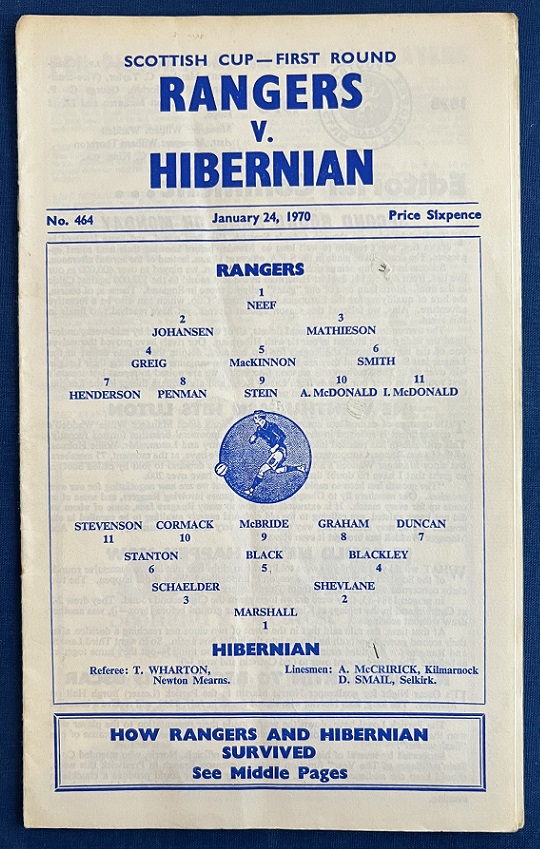 SCOTTISH CUP—FIRST ROUND
RANGERS
V.
HIBERNIAN
No. 464 January 24, 1970 Price Sixpence
RANGERS
1
NEEF
2 3
JOHANSEN MATHIESON
4 5 6
GREIG MacKINNON SMITH
7 8 9 10 11
HENDERSON PENMAN STEIN A. McDONALD I. McDONALD
STEVENSON CORMACK McBRIDE GRAHAM DUNCAN
11 10 9 8 7
STANTON BLACK BLACKLEY
6 5 4
SCHAELDER SHEVLANE
3 2
MARSHALL
1
HIBERNIAN
Referee: T. WHARTON, Linesmen: A. McCRIRICK, Kilmarnock
Newton Mearns. D. SMAIL, Selkirk.
HOW RANGERS AND HIBERNIAN
SURVIVED
See Middle Pages